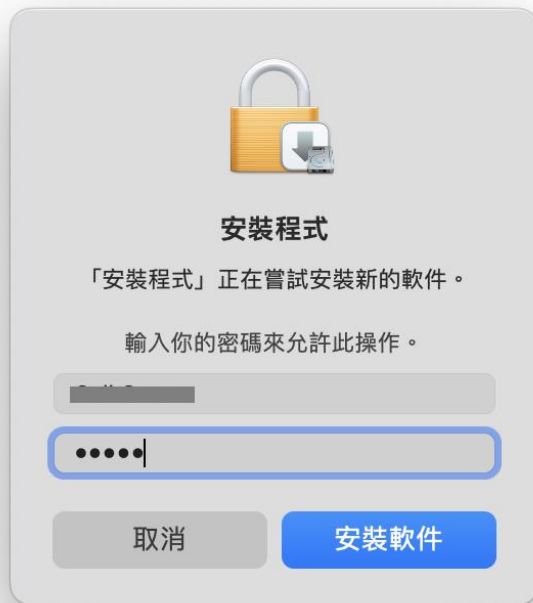 安裝程式
「安裝程式」正在嘗試安裝新的軟件。
輸入你的密碼來允許此操作。
•••••
取消
安裝軟件